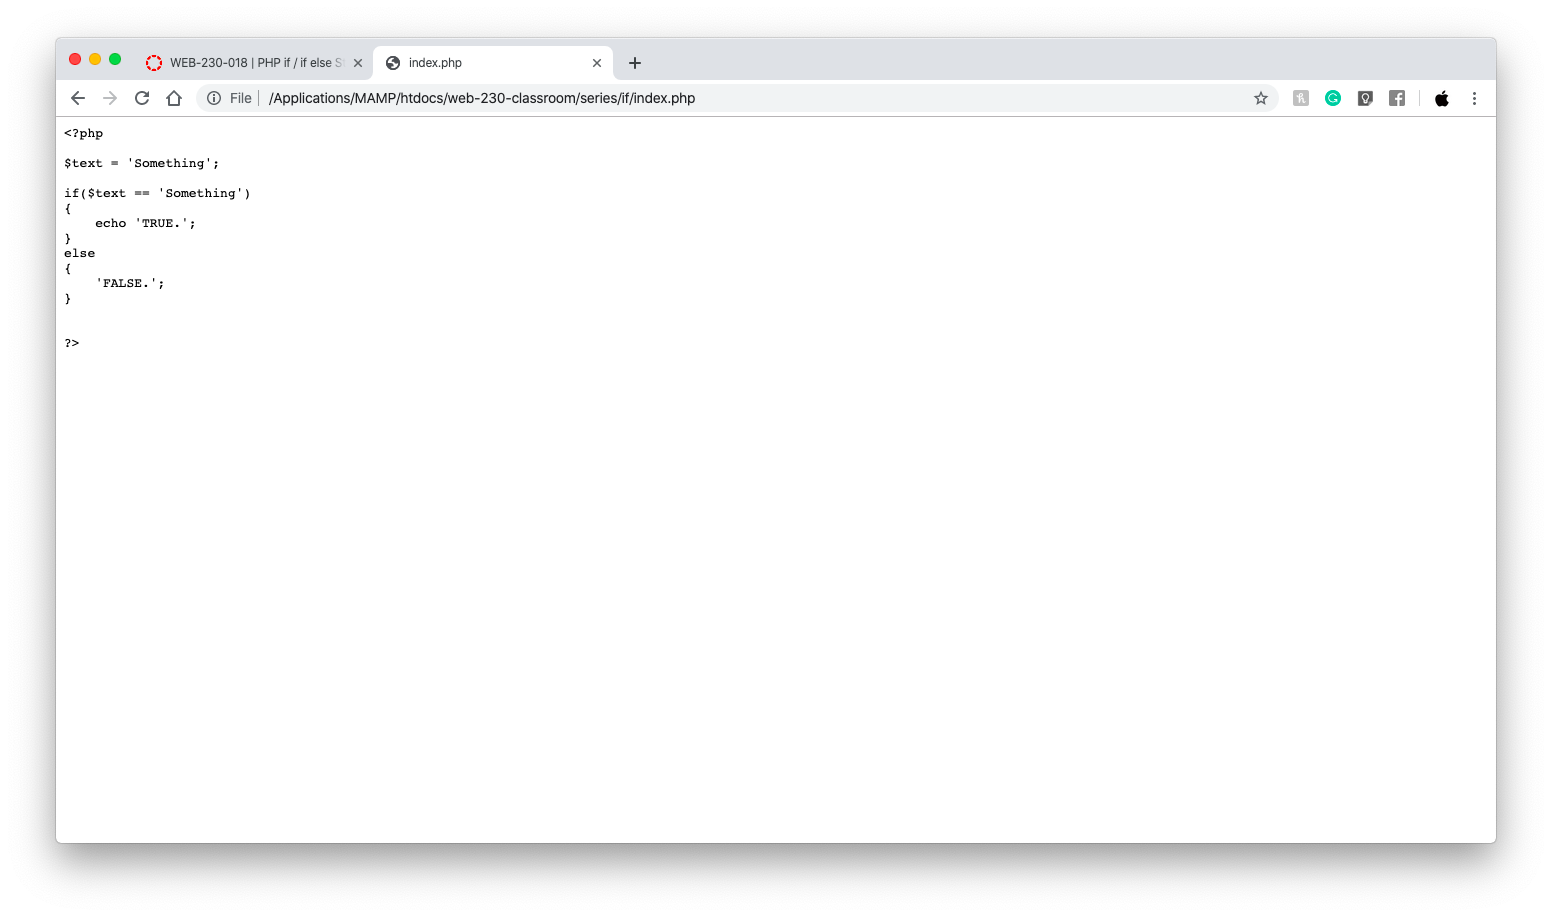 WEB-230-018 | PHP if / if else S
index.php
File
/Applications/MAMP/htdocs/web-230-classroom/series/if/index.php
<?php
$text = 'Something';
if($text == 'Something')
{
    echo 'TRUE.';
}
else
{
    'FALSE.';
}
?>